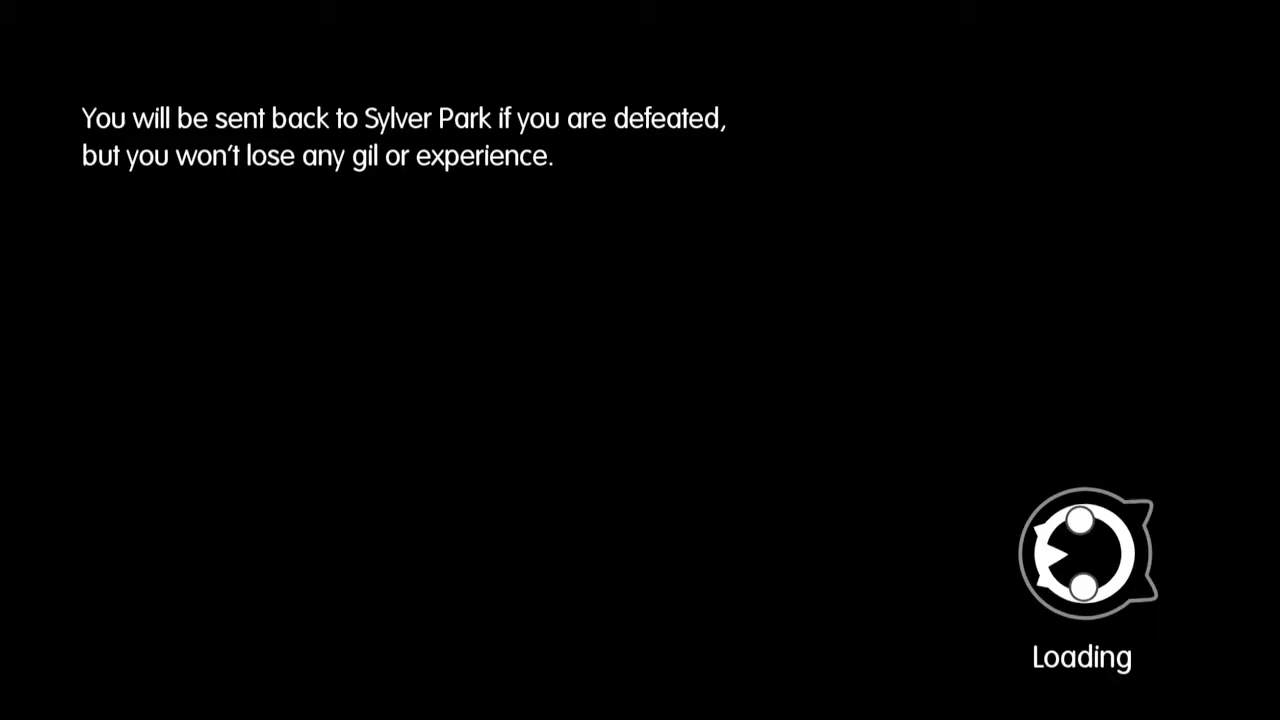 You will be sent back to Sylver Park if you are defeated,
but you won't lose any gil or experience.
Loading